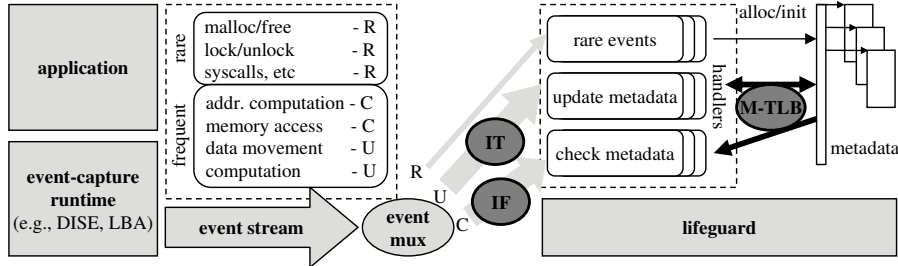 application
event-capture
runtime
(e.g., DISE, LBA)
rare
malloc/free - R
lock/unlock - R
syscalls, etc - R
frequent
addr. computation - C
memory access - C
data movement - U
computation - U
event stream
event
mux
R
U
C
IT
IF
rare events
update metadata
check metadata
handlers
alloc/init
M-TLB
metadata
lifeguard